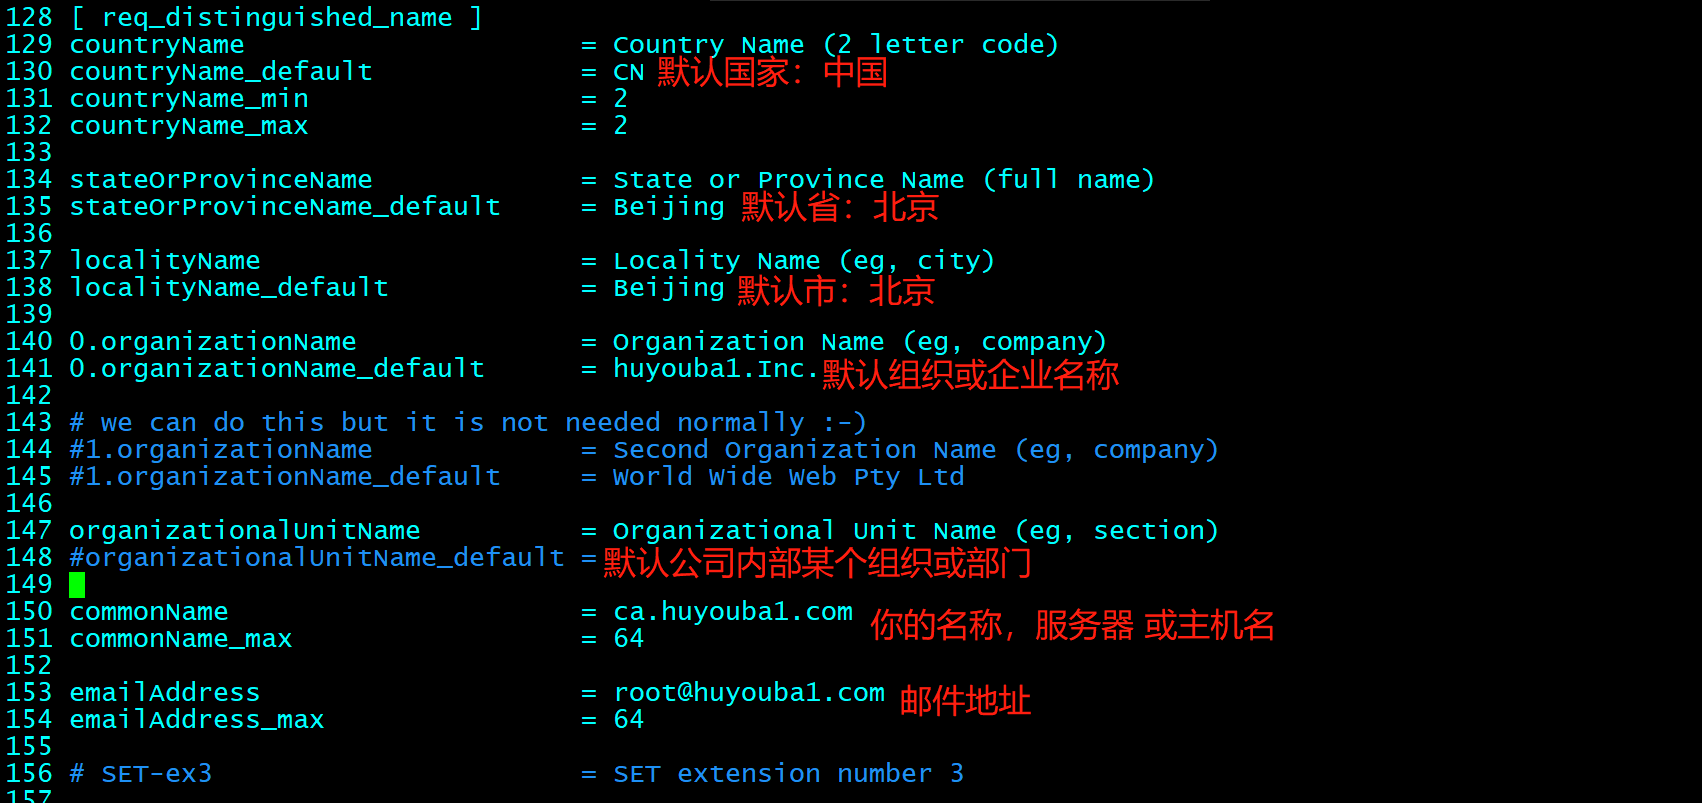 128 [ req_distinguished_name ]
129 countryName = Country Name (2 letter code)
130 countryName_default = CN 默认国家：中国
131 countryName_min = 2
132 countryName_max = 2
133
134 stateOrProvinceName = State or Province Name (full name)
135 stateOrProvinceName_default = Beijing 默认省：北京
136
137 localityName = Locality Name (eg, city)
138 localityName_default = Beijing 默认市：北京
139
140 0.organizationName = Organization Name (eg, company)
141 0.organizationName_default = huyouba1.Inc. 默认组织或企业名称
142
143 # we can do this but it is not needed normally :-)
144 #1.organizationName = Second Organization Name (eg, company)
145 #1.organizationName_default = World Wide Web Pty Ltd
146
147 organizationalUnitName = Organizational Unit Name (eg, section)
148 #organizationalUnitName_default = 默认公司内部某个组织或部门
149
150 commonName = ca.huyouba1.com 你的名称，服务器 或主机名
151 commonName_max = 64
152
153 emailAddress = root@huyouba1.com 邮件地址
154 emailAddress_max = 64
155
156 # SET-ex3 = SET extension number 3
157